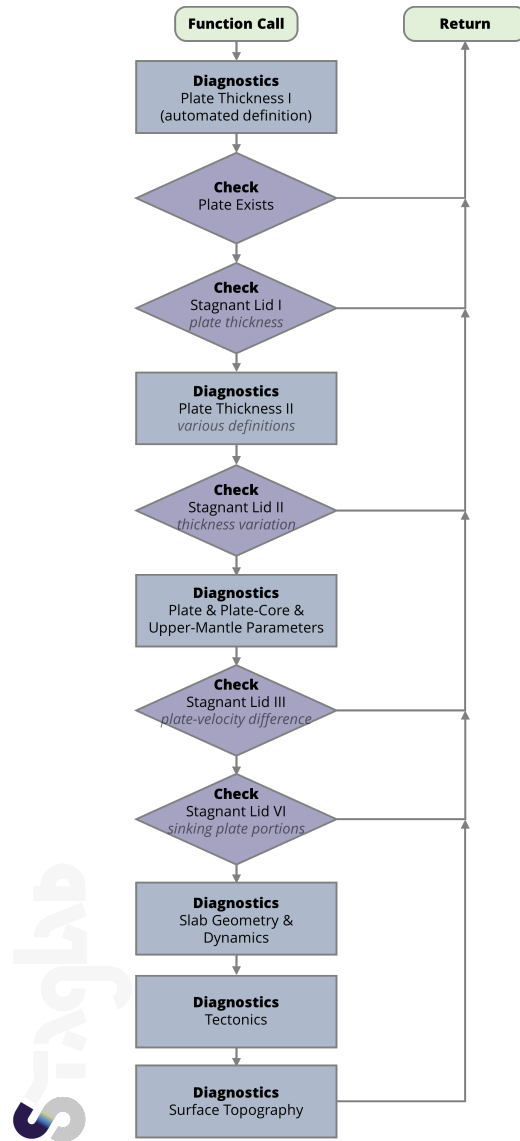 Function Call
Return
Diagnostics
Plate Thickness I
(automated definition)
Check
Plate Exists
Check
Stagnant Lid I
plate thickness
Diagnostics
Plate Thickness II
various definitions
Check
Stagnant Lid II
thickness variation
Diagnostics
Plate & Plate-Core &
Upper-Mantle Parameters
Check
Stagnant Lid III
plate-velocity difference
Check
Stagnant Lid VI
sinking plate portions
Diagnostics
Slab Geometry &
Dynamics
Diagnostics
Tectonics
Diagnostics
Surface Topography
STagLAB